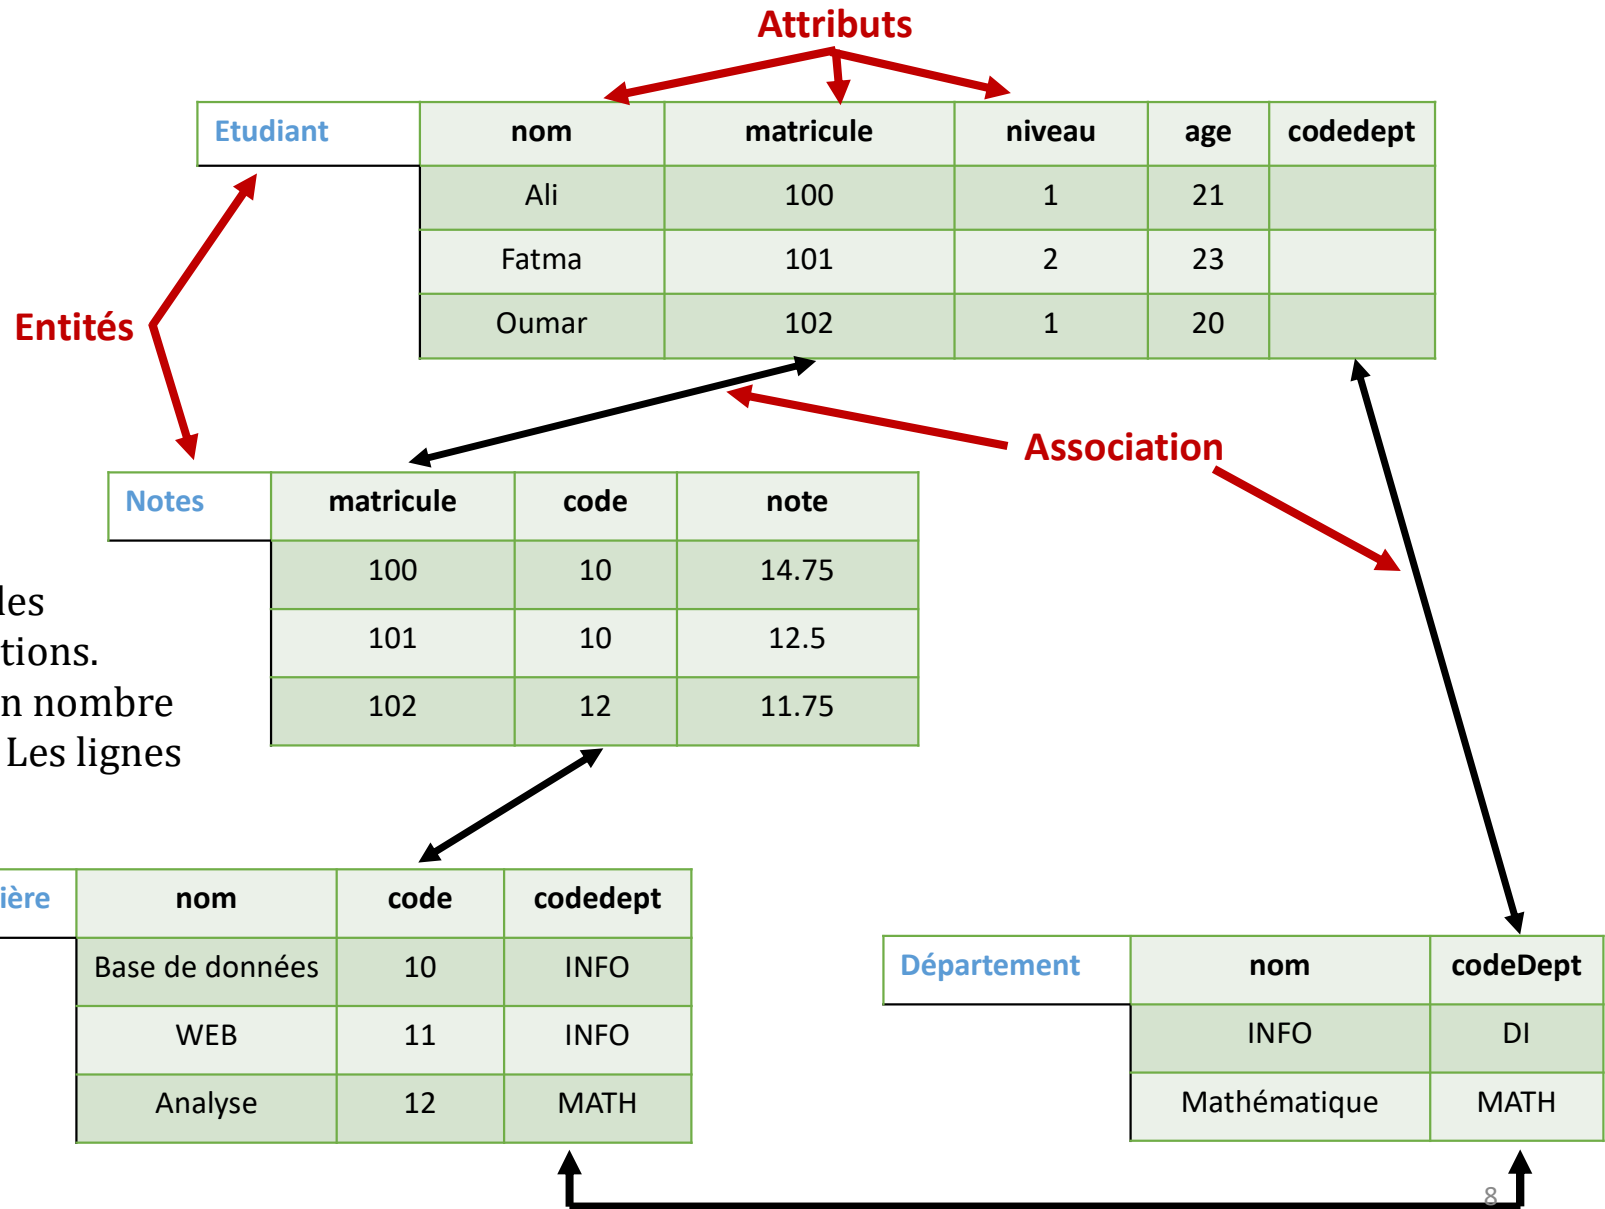 Attributs
Etudiant nom matricule niveau age codedept
Ali 100 1 21
Fatma 101 2 23
Oumar 102 1 20
Entités
Association
Notes matricule code note
100 10 14.75
101 10 12.5
102 12 11.75
les
tions.
n nombre
Les lignes
ière nom code codedept
Base de données 10 INFO
WEB 11 INFO
Analyse 12 MATH
Département nom codeDept
INFO DI
Mathématique MATH
8